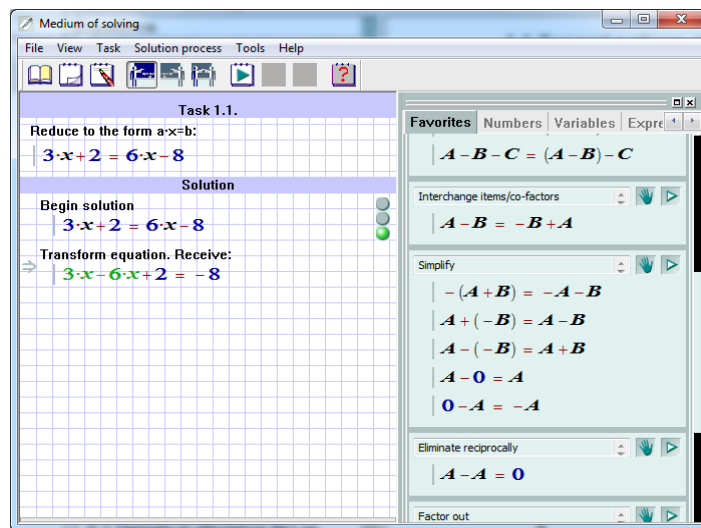 Medium of solving
File View Task Solution process Tools Help
Task 1.1.
Reduce to the form a·x=b:
3·x+2 = 6·x−8
Solution
Begin solution
3·x+2 = 6·x−8
Transform equation. Receive:
3·x−6·x+2 = −8
Favorites Numbers Variables Expre
A−B−C = (A−B)−C
Interchange items/co-factors
A−B = −B+A
Simplify
−(A+B) = −A−B
A+(−B) = A−B
A−(−B) = A+B
A−0 = A
0−A = −A
Eliminate reciprocally
A−A = 0
Factor out